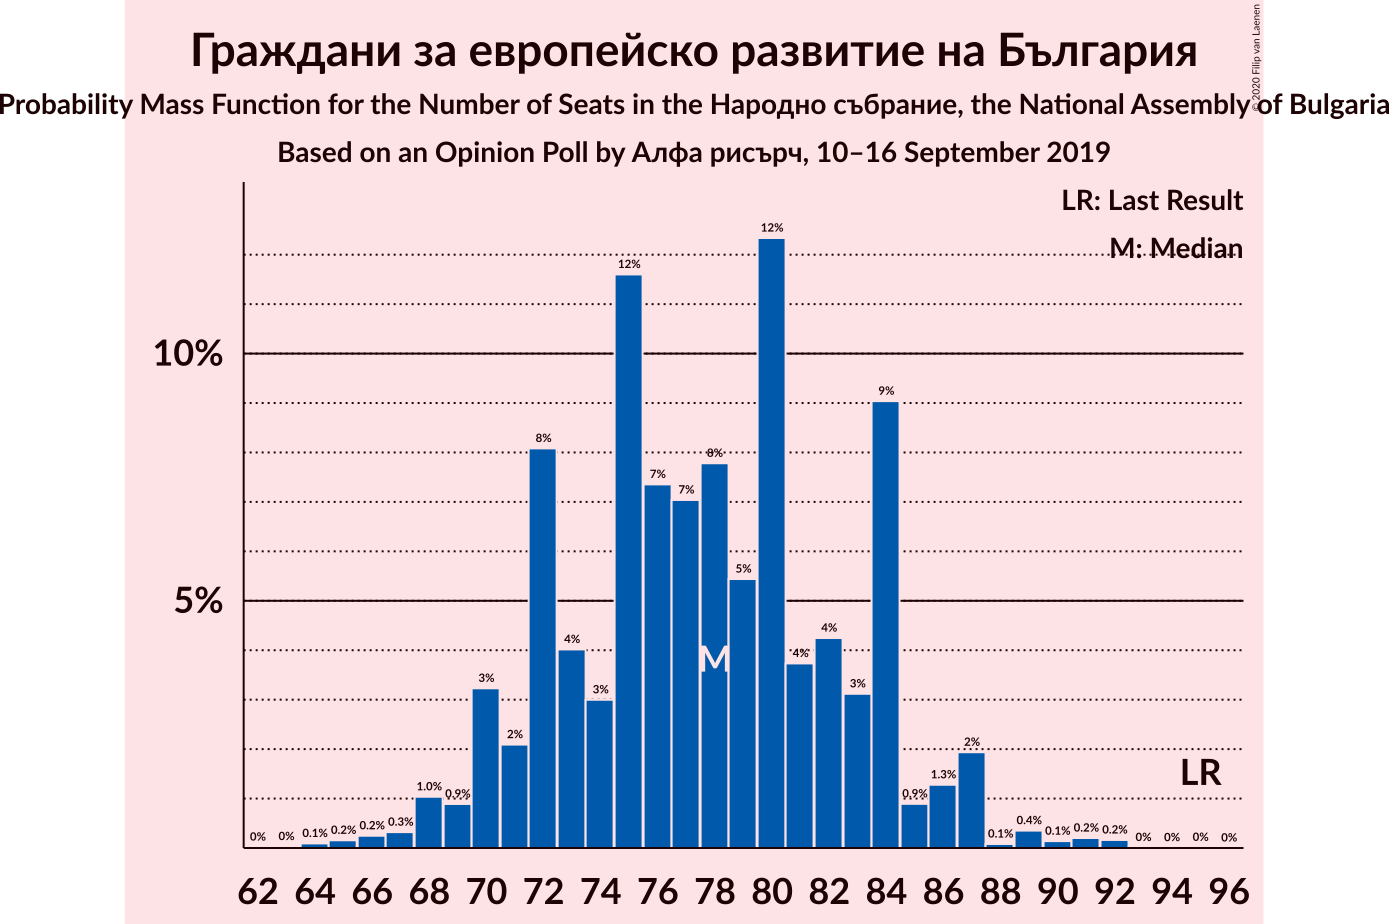 Граждани за европейско развитие на България
Probability Mass Function for the Number of Seats in the Народно събрание, the National Assembly of Bulgaria
Based on an Opinion Poll by Алфа рисърч, 10–16 September 2019
© 2020 Filip van Laenen
LR: Last Result
M: Median
10%
5%
0% 0% 0.1% 0.2% 0.2% 0.3% 1.0% 0.9% 3% 2% 8% 4% 3% 12% 7% 7% 8% 5% 12% 4% 4% 3% 9% 0.9% 1.3% 2% 0.1% 0.4% 0.1% 0.2% 0.2% 0% 0% 0% 0%
M
LR
62 64 66 68 70 72 74 76 78 80 82 84 86 88 90 92 94 96